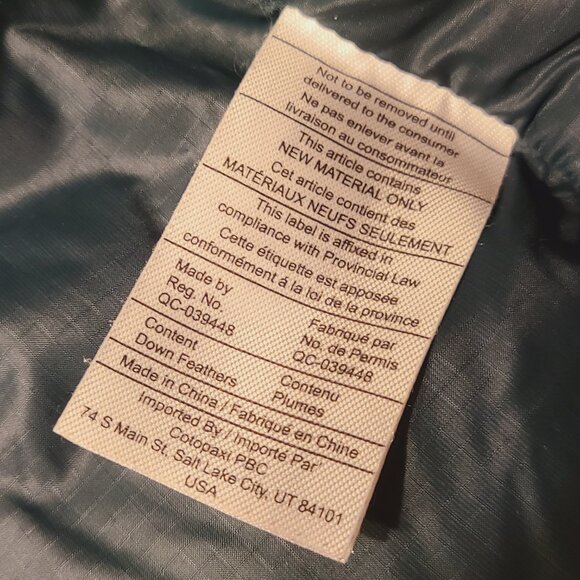 Not to be removed until
delivered to the consumer
Ne pas enlever avant la
livraison au consommateur
This article contains
NEW MATERIAL ONLY
Cet article contient des
MATÉRIAUX NEUFS SEULEMENT
This label is affixed in
compliance with Provincial Law
Cette étiquette est apposée
conformément à la loi de la province
Made by
Reg. No.
QC-039448
Fabriqué par
No. de Permis
QC-039448
Content
Down Feathers
Contenu
Plumes
Made in China / Fabriqué en Chine
Imported By / Importé Par
Cotopaxi PBC
74 S Main St, Salt Lake City, UT 84101
USA